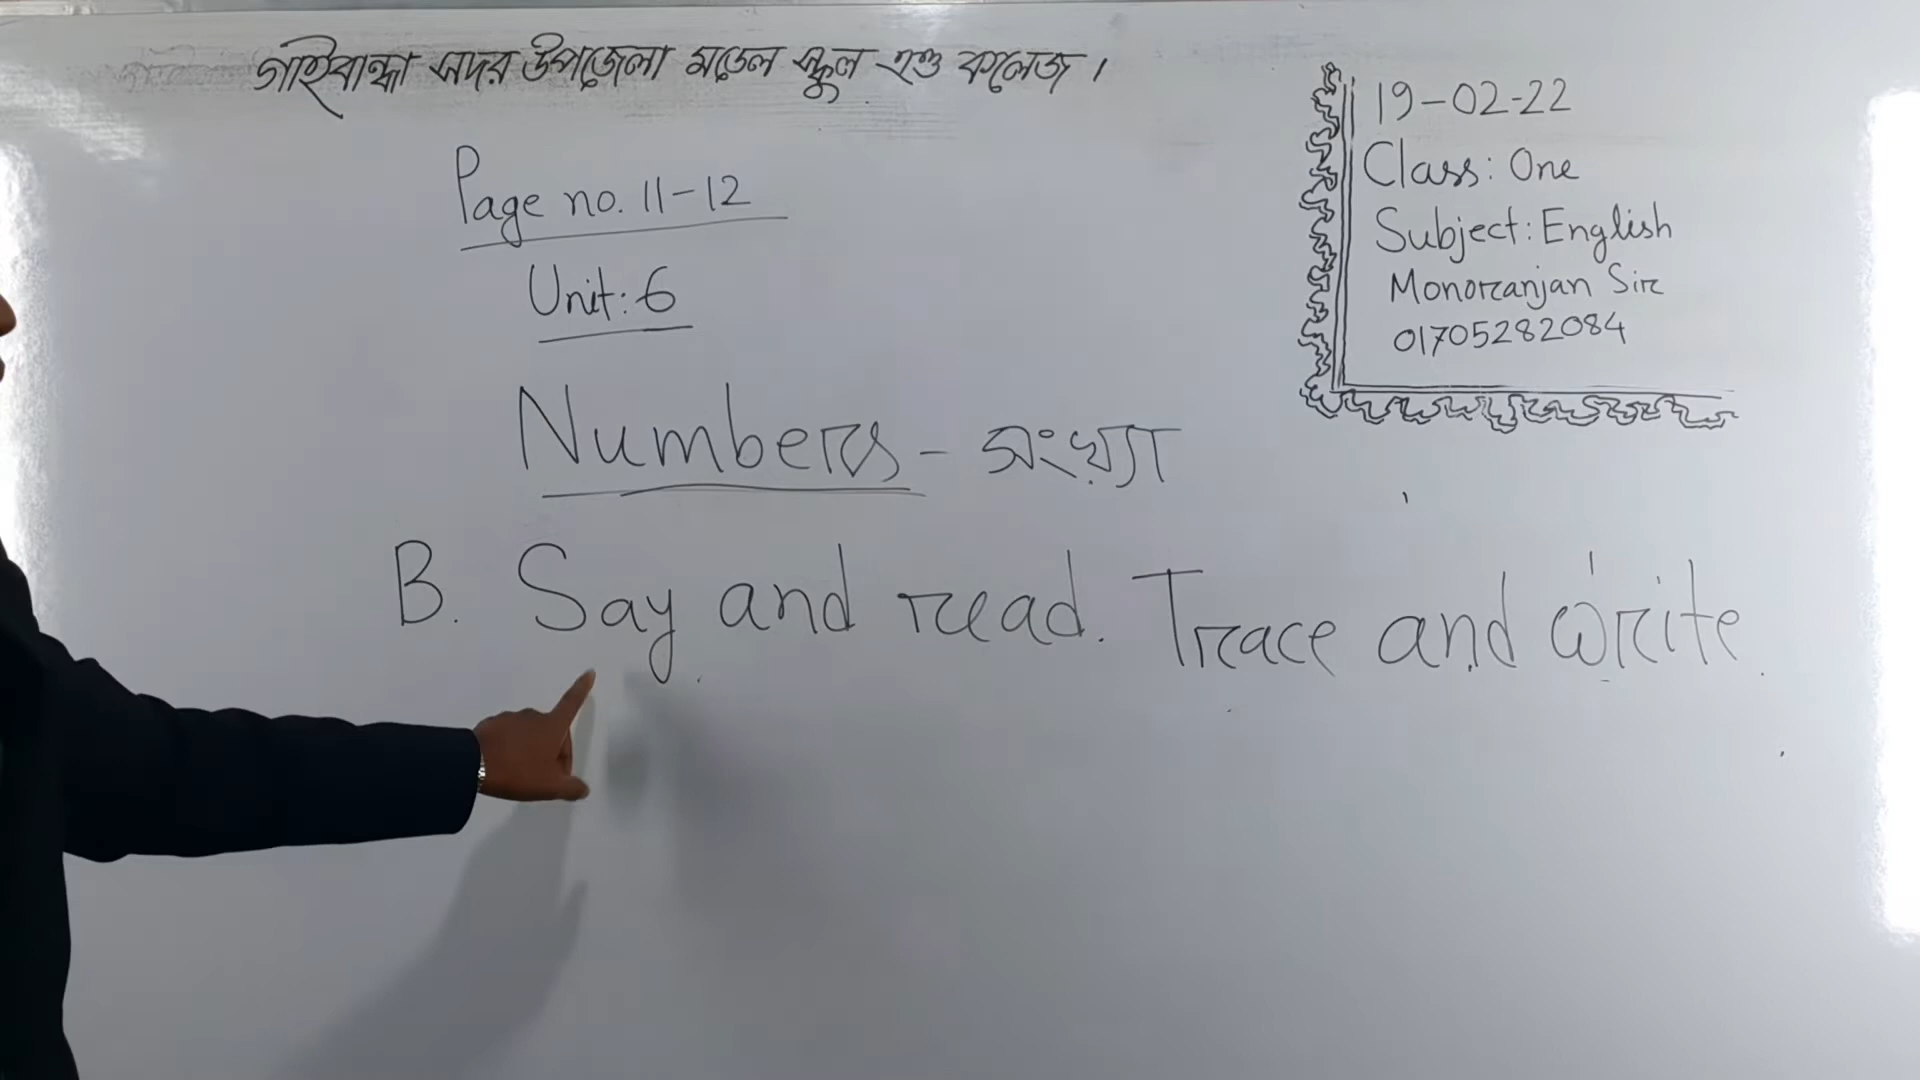 গাইবান্ধা সদর উপজেলা মডেল স্কুল এন্ড কলেজ।
Page no. 11-12
Unit: 6
Numbers - সংখ্যা
B. Say and read. Trace and write.
19-02-22
Class: One
Subject: English
Monoranjan Sir
01705282084